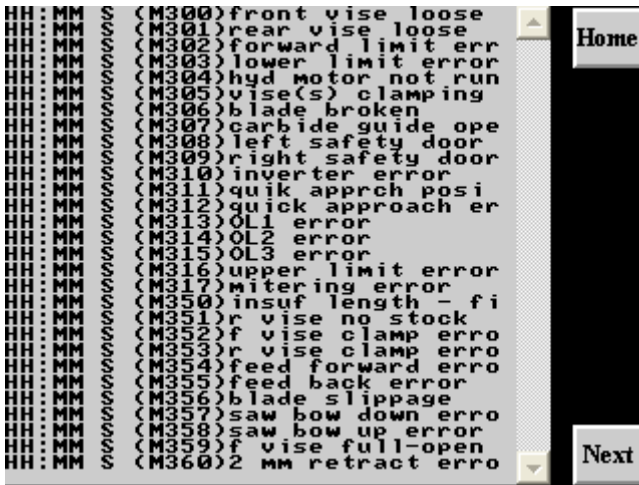 HH:MM S (M300)front vise loose
HH:MM S (M301)rear vise loose
HH:MM S (M302)forward limit err
HH:MM S (M303)lower limit error
HH:MM S (M304)hyd motor not run
HH:MM S (M305)vise(s) clamping
HH:MM S (M306)blade broken
HH:MM S (M307)carbide guide ope
HH:MM S (M308)left safety door
HH:MM S (M309)right safety door
HH:MM S (M310)inverter error
HH:MM S (M311)quik apprch posi
HH:MM S (M312)quick approach er
HH:MM S (M313)OL1 error
HH:MM S (M314)OL2 error
HH:MM S (M315)OL3 error
HH:MM S (M316)upper limit error
HH:MM S (M317)mitering error
HH:MM S (M350)insuf length - fi
HH:MM S (M351)r vise no stock
HH:MM S (M352)f vise clamp erro
HH:MM S (M353)r vise clamp erro
HH:MM S (M354)feed forward erro
HH:MM S (M355)feed back error
HH:MM S (M356)blade slippage
HH:MM S (M357)saw bow down erro
HH:MM S (M358)saw bow up error
HH:MM S (M359)f vise full-open
HH:MM S (M360)2 mm retract erro
Home
Next